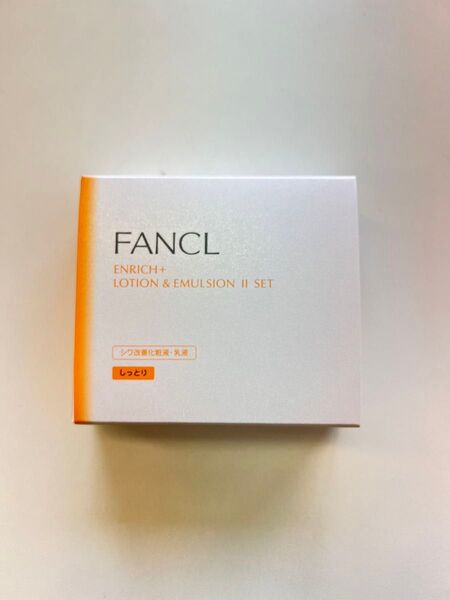 FANCL
ENRICH+
LOTION & EMULSION II SET
シワ改善化粧液・乳液
しっとり